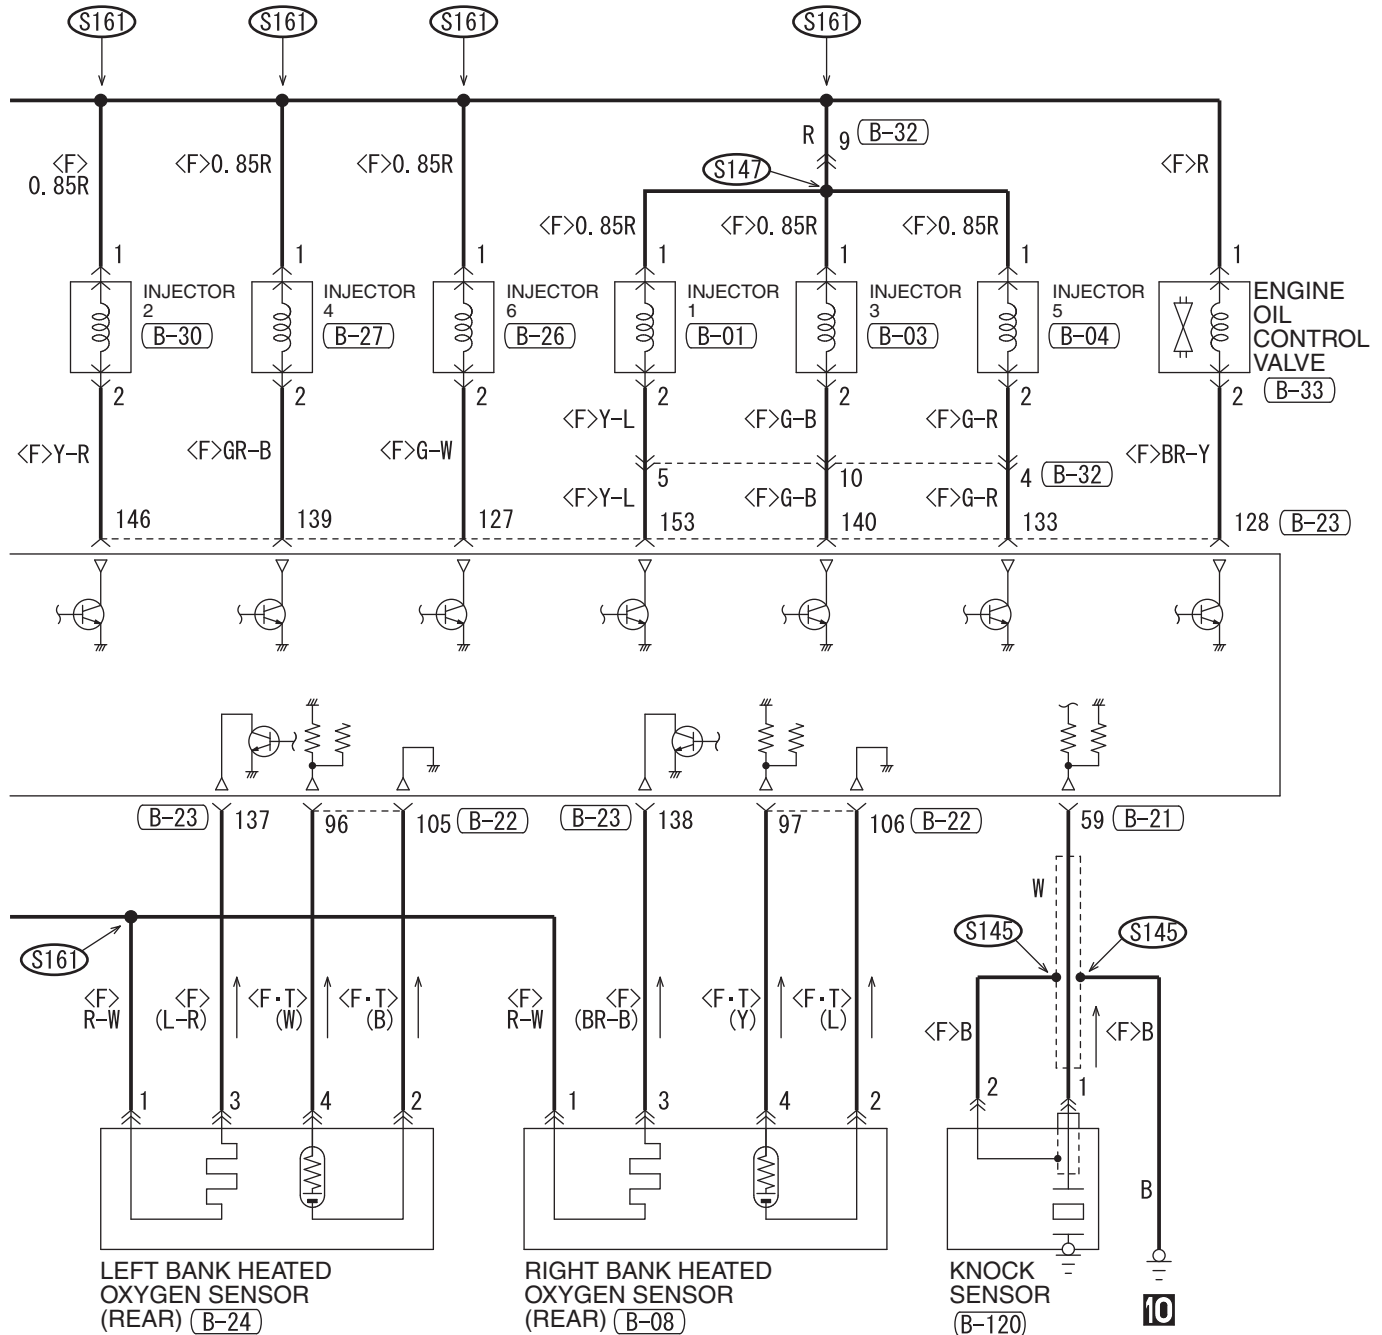 S161 S161 S161 S161
R 9 B-32
<F> <F>0.85R <F>0.85R S147 <F>R
0.85R
<F>0.85R <F>0.85R <F>0.85R
1 1 1 1 1 1 1
INJECTOR INJECTOR INJECTOR INJECTOR INJECTOR INJECTOR ENGINE
2 4 6 1 3 5 OIL
B-30 B-27 B-26 B-01 B-03 B-04 CONTROL
VALVE
2 2 2 2 2 2 2 B-33
<F>Y-L <F>G-B <F>G-R
<F>Y-R <F>GR-B <F>G-W <F>BR-Y
5 10 4 B-32
<F>Y-L <F>G-B <F>G-R
146 139 127 153 140 133 128 B-23
B-23 137 96 105 B-22 B-23 138 97 106 B-22 59 B-21
W
S161 S145 S145
<F> <F> <F·T> <F·T> <F> <F> <F·T> <F·T>
R-W (L-R) (W) (B) R-W (BR-B) (Y) (L) <F>B <F>B
1 3 4 2 1 3 4 2 2 1
B
LEFT BANK HEATED
OXYGEN SENSOR
(REAR) B-24
RIGHT BANK HEATED
OXYGEN SENSOR
(REAR) B-08
KNOCK
SENSOR
B-120
10